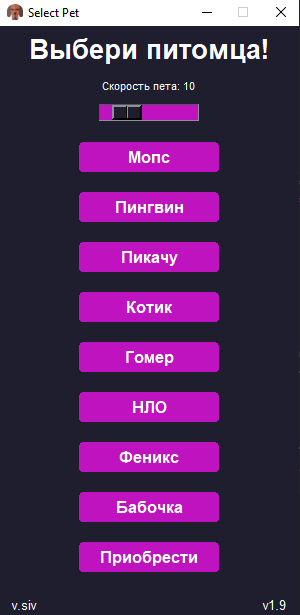 Select Pet
Выбери питомца!
Скорость пета: 10
Мопс
Пингвин
Пикачу
Котик
Гомер
НЛО
Феникс
Бабочка
Приобрести
v.siv v1.9